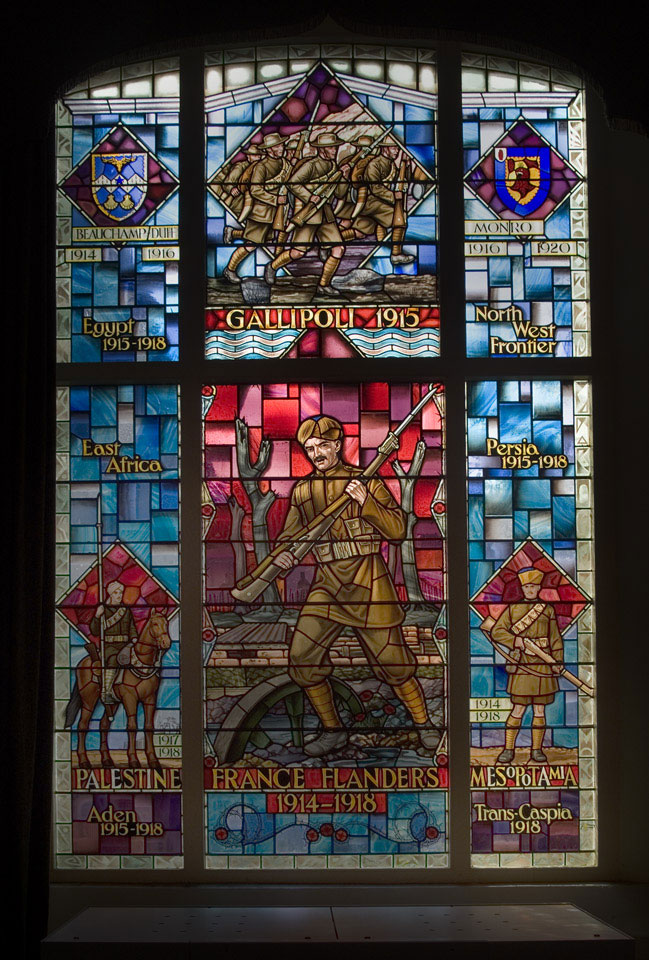 BEAUCHAMP/DUFF
1914 1916
Egypt
1915-1918
GALLIPOLI 1915
MONRO
1916 1920
North
West
Frontier
East
Africa
Persia
1915-1918
1917
1918
PALESTINE
Aden
1915-1918
FRANCE FLANDERS
1914-1918
1914
1918
MESOPOTAMIA
Trans-Caspia
1918